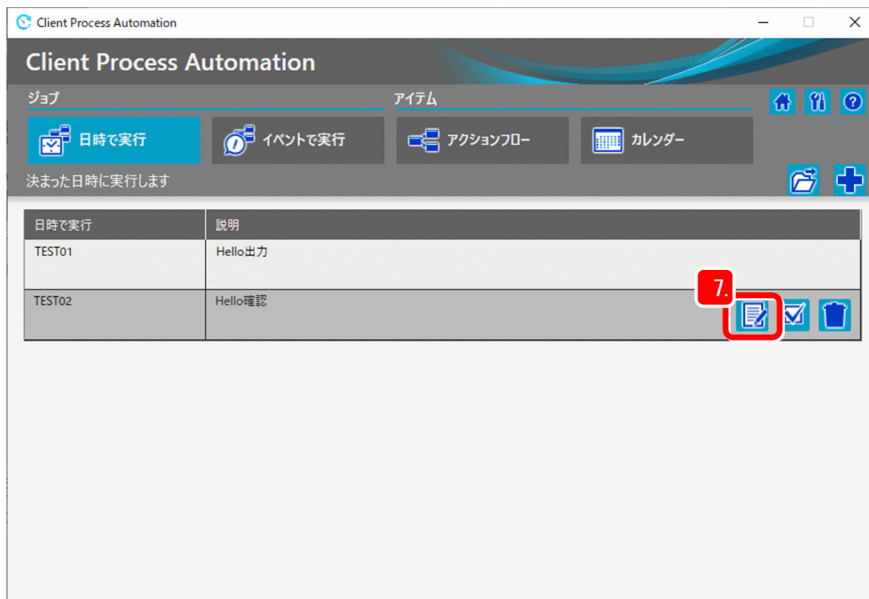 Client Process Automation
Client Process Automation
ジョブ
アイテム
日時で実行
イベントで実行
アクションフロー
カレンダー
決まった日時に実行します
日時で実行 説明
TEST01 Hello出力
TEST02 Hello確認
7.